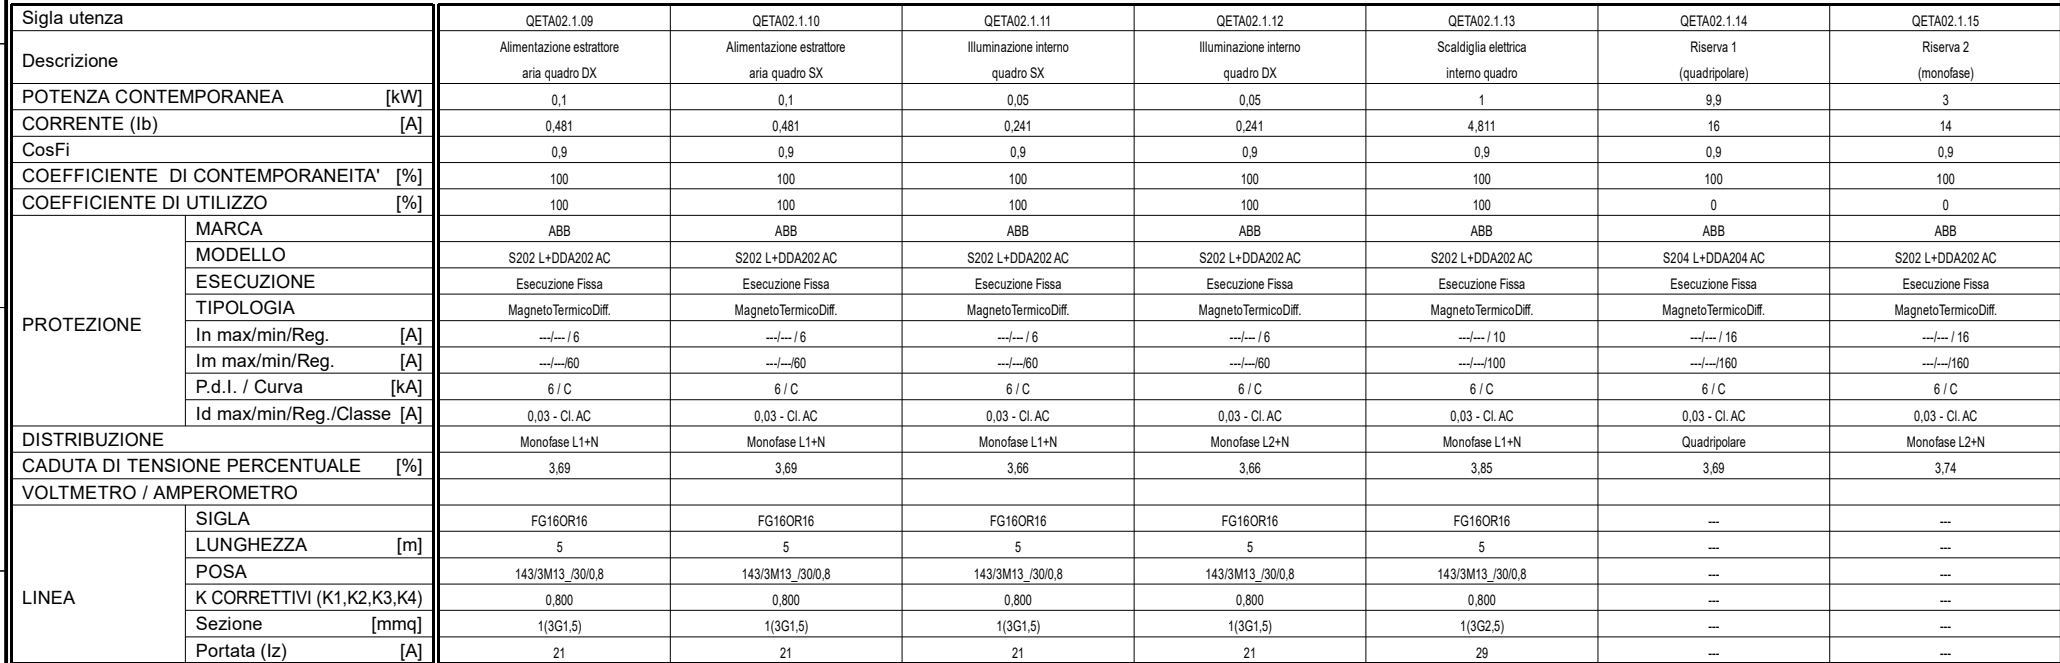 Sigla utenza QETA02.1.09 QETA02.1.10 QETA02.1.11 QETA02.1.12 QETA02.1.13 QETA02.1.14 QETA02.1.15
Descrizione
Alimentazione estrattore Alimentazione estrattore Illuminazione interno Illuminazione interno Scaldiglia elettrica Riserva 1 Riserva 2
aria quadro DX aria quadro SX quadro SX quadro DX interno quadro (quadripolare) (monofase)
POTENZA CONTEMPORANEA [kW] 0,1 0,1 0,05 0,05 1 9,9 3
CORRENTE (Ib) [A] 0,481 0,481 0,241 0,241 4,811 16 14
CosFi 0,9 0,9 0,9 0,9 0,9 0,9 0,9
COEFFICIENTE DI CONTEMPORANEITA' [%] 100 100 100 100 100 100 100
COEFFICIENTE DI UTILIZZO [%] 100 100 100 100 100 0 0
PROTEZIONE
MARCA ABB ABB ABB ABB ABB ABB ABB
MODELLO S202 L+DDA202 AC S202 L+DDA202 AC S202 L+DDA202 AC S202 L+DDA202 AC S202 L+DDA202 AC S204 L+DDA204 AC S202 L+DDA202 AC
ESECUZIONE Esecuzione Fissa Esecuzione Fissa Esecuzione Fissa Esecuzione Fissa Esecuzione Fissa Esecuzione Fissa Esecuzione Fissa
TIPOLOGIA MagnetoTermicoDiff. MagnetoTermicoDiff. MagnetoTermicoDiff. MagnetoTermicoDiff. MagnetoTermicoDiff. MagnetoTermicoDiff. MagnetoTermicoDiff.
In max/min/Reg. [A] ---/--- / 6 ---/--- / 6 ---/--- / 6 ---/--- / 6 ---/--- / 10 ---/--- / 16 ---/--- / 16
Im max/min/Reg. [A] ---/---/60 ---/---/60 ---/---/60 ---/---/60 ---/---/100 ---/---/160 ---/---/160
P.d.I. / Curva [kA] 6 / C 6 / C 6 / C 6 / C 6 / C 6 / C 6 / C
Id max/min/Reg./Classe [A] 0,03 - Cl. AC 0,03 - Cl. AC 0,03 - Cl. AC 0,03 - Cl. AC 0,03 - Cl. AC 0,03 - Cl. AC 0,03 - Cl. AC
DISTRIBUZIONE Monofase L1+N Monofase L1+N Monofase L1+N Monofase L2+N Monofase L1+N Quadripolare Monofase L2+N
CADUTA DI TENSIONE PERCENTUALE [%] 3,69 3,69 3,66 3,66 3,85 3,69 3,74
VOLTMETRO / AMPEROMETRO
LINEA
SIGLA FG16OR16 FG16OR16 FG16OR16 FG16OR16 FG16OR16 --- ---
LUNGHEZZA [m] 5 5 5 5 5 --- ---
POSA 143/3M13_/30/0,8 143/3M13_/30/0,8 143/3M13_/30/0,8 143/3M13_/30/0,8 143/3M13_/30/0,8 --- ---
K CORRETTIVI (K1,K2,K3,K4) 0,800 0,800 0,800 0,800 0,800 --- ---
Sezione [mmq] 1(3G1,5) 1(3G1,5) 1(3G1,5) 1(3G1,5) 1(3G2,5) --- ---
Portata (Iz) [A] 21 21 21 21 29 --- ---